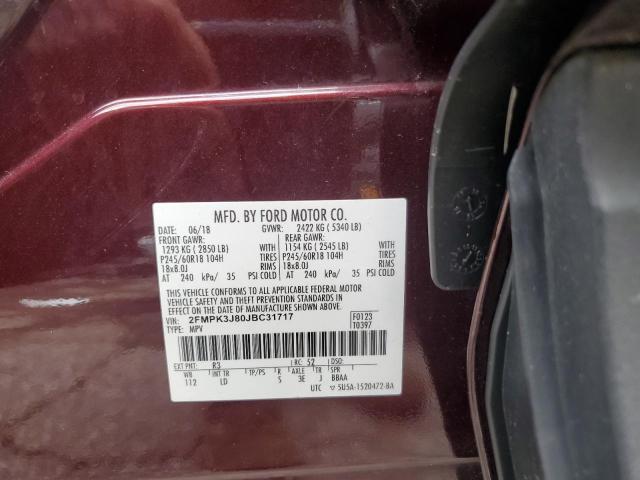 MFD. BY FORD MOTOR CO.
DATE: 06/18 GVWR: 2422 KG ( 5340 LB)
FRONT GAWR: REAR GAWR:
1293 KG ( 2850 LB) WITH 1154 KG ( 2545 LB) WITH
P245/60R18 104H TIRES P245/60R18 104H TIRES
18x8.0J RIMS 18x8.0J RIMS
AT 240 kPa/ 35 PSI COLD AT 240 kPa/ 35 PSI COLD
THIS VEHICLE CONFORMS TO ALL APPLICABLE FEDERAL MOTOR
VEHICLE SAFETY AND THEFT PREVENTION STANDARDS IN
EFFECT ON THE DATE OF MANUFACTURE SHOWN ABOVE.
VIN: 2FMPK3J80JBC31717 F0123
TYPE: MPV T0397
EXT PNT: R3 RC: 52 DSO:
WB INT TR TP/PS R AXLE TR SPR
112 LD S 3E J BBAA
UTC 5U5A-1520472-BA